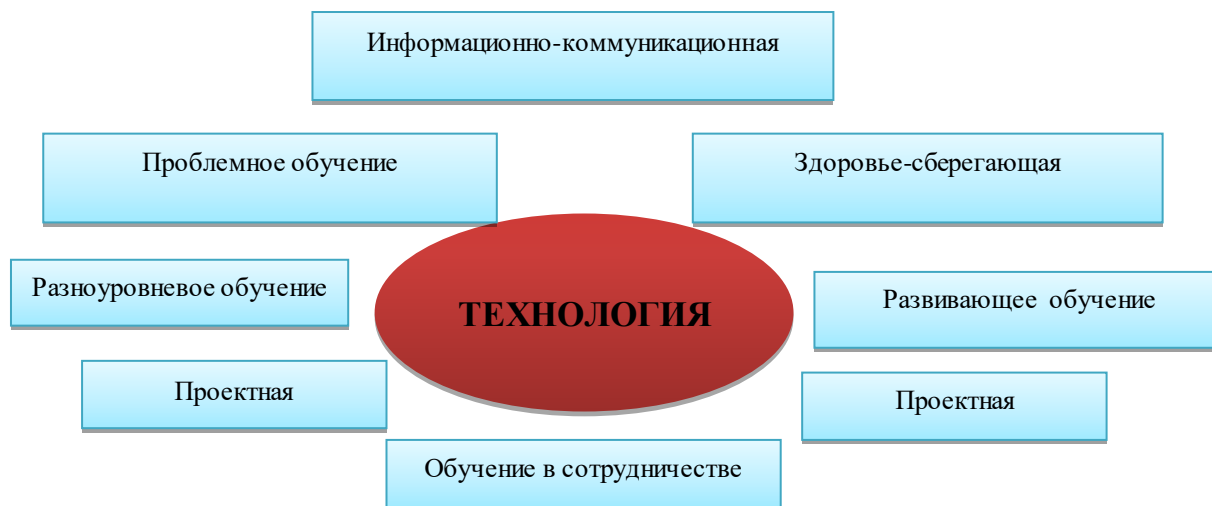 Информационно-коммуникационная
Проблемное обучение
Здоровье-сберегающая
Разноуровневое обучение
ТЕХНОЛОГИЯ
Развивающее обучение
Проектная
Проектная
Обучение в сотрудничестве